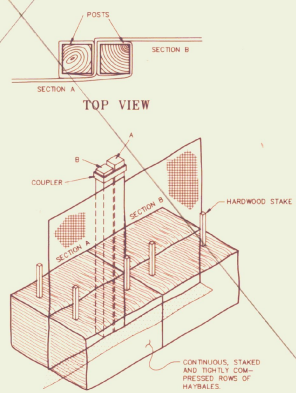 POSTS
SECTION B
SECTION A
TOP VIEW
A
B
COUPLER
SECTION B
HARDWOOD STAKE
SECTION A
CONTINUOUS, STAKED
AND TIGHTLY COM-
PRESSED ROWS OF
HAYBALES.